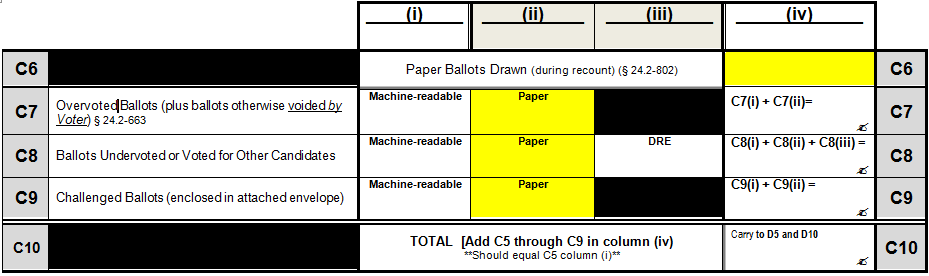 (i) (ii) (iii) (iv)
C6 Paper Ballots Drawn (during recount) (§ 24.2-802) C6
C7 Overvoted Ballots (plus ballots otherwise voided by Voter) § 24.2-663 Machine-readable Paper C7(i) + C7(ii)= C7
C8 Ballots Undervoted or Voted for Other Candidates Machine-readable Paper DRE C8(i) + C8(ii) + C8(iii) = C8
C9 Challenged Ballots (enclosed in attached envelope) Machine-readable Paper C9(i) + C9(ii) = C9
C10 TOTAL [Add C5 through C9 in column (iv) Carry to D5 and D10 C10
**Should equal C5 column (i)**